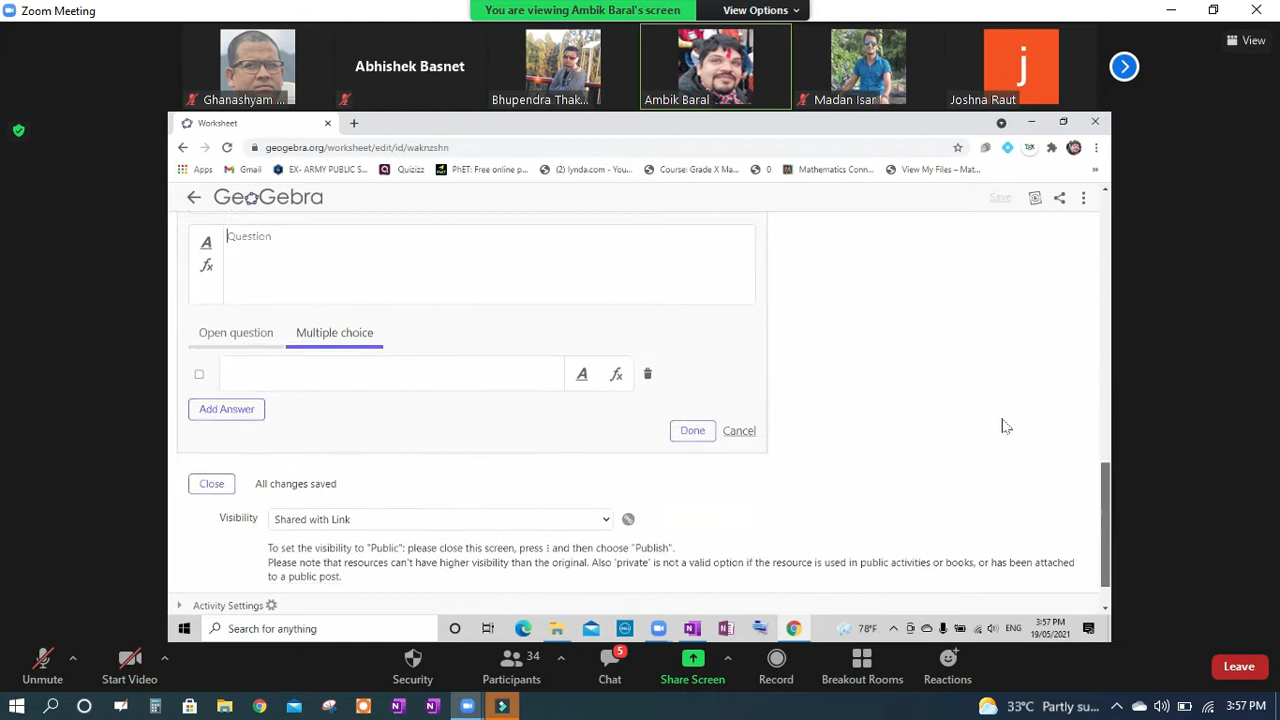 Zoom Meeting
You are viewing Ambik Baral's screen
View Options
Ghanashyam ...
Abhishek Basnet
Bhupendra Thak...
Ambik Baral
Madan Isar
Joshna Raut
j
View
Worksheet
geogebra.org/worksheet/edit/id/waknzshn
Apps
Gmail
EX- ARMY PUBLIC S...
Quizizz
PhET: Free online p...
(2) lynda.com - You...
Course: Grade X Ma...
0
Mathematics Conn...
View My Files – Mat...
GeoGebra
Save
Question
Open question
Multiple choice
Add Answer
Done
Cancel
Close
All changes saved
Visibility
Shared with Link
To set the visibility to "Public": please close this screen, press ⋮ and then choose "Publish".
Please note that resources can't have higher visibility than the original. Also 'private' is not a valid option if the resource is used in public activities or books, or has been attached
to a public post.
Activity Settings
Search for anything
78°F
ENG
3:57 PM
19/05/2021
Unmute
Start Video
Security
Participants
34
Chat
5
Share Screen
Record
Breakout Rooms
Reactions
Leave
33°C
Partly su...
3:57 PM